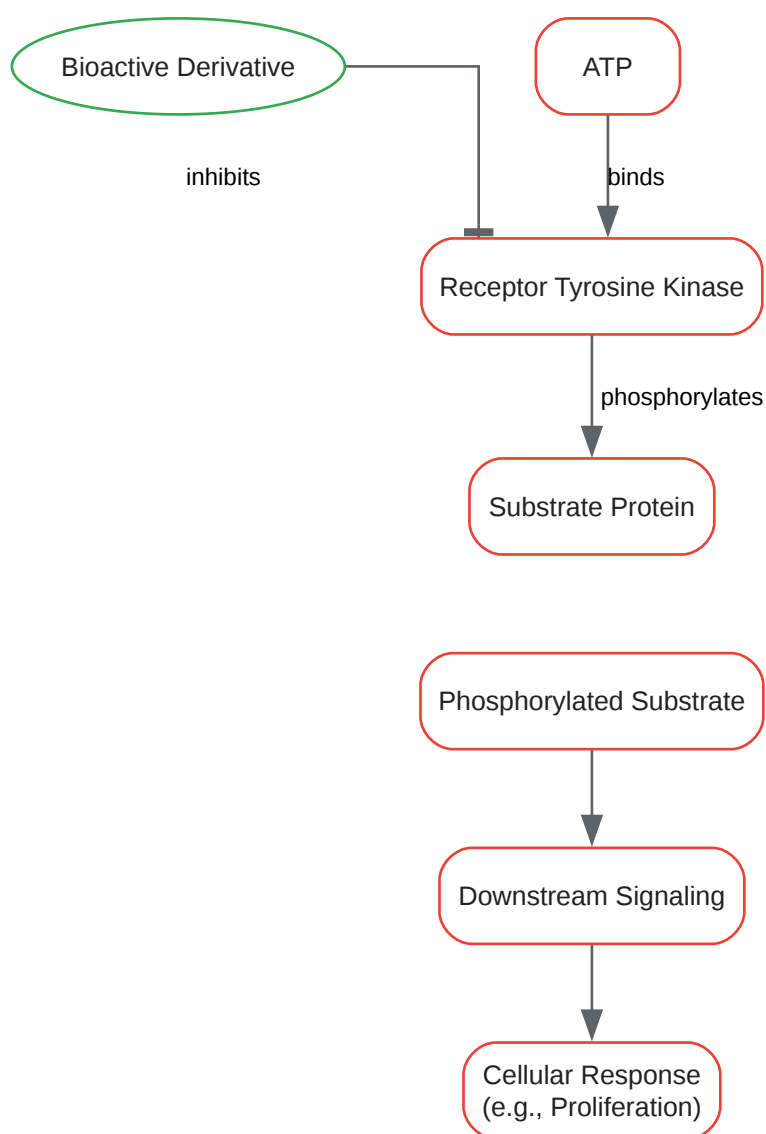 Bioactive Derivative
ATP
inhibits
binds
Receptor Tyrosine Kinase
phosphorylates
Substrate Protein
Phosphorylated Substrate
Downstream Signaling
Cellular Response
(e.g., Proliferation)